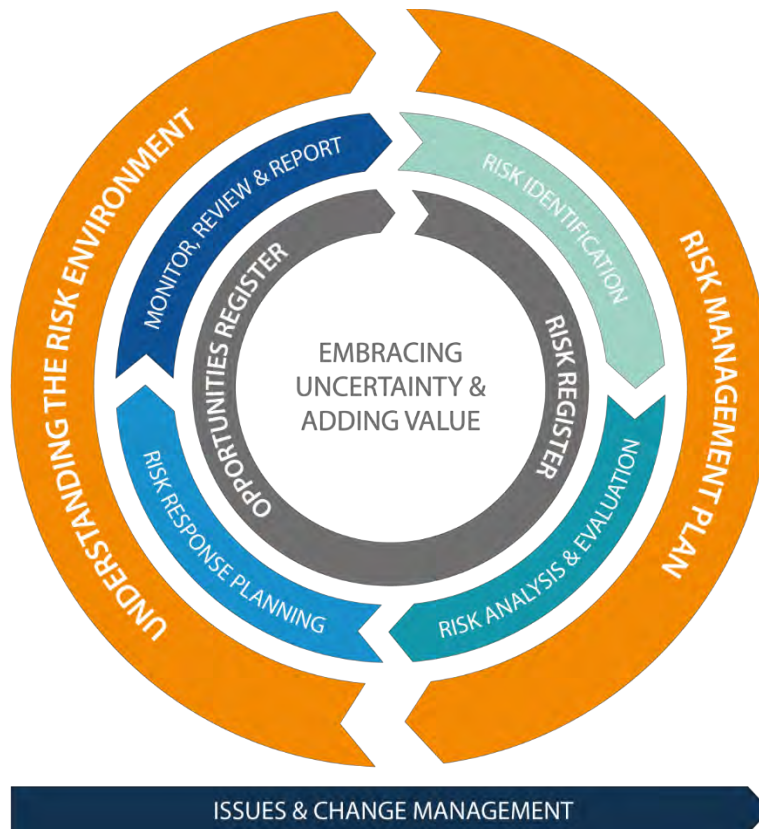 UNDERSTANDING THE RISK ENVIRONMENT
RISK MANAGEMENT PLAN
MONITOR, REVIEW & REPORT
RISK IDENTIFICATION
RISK ANALYSIS & EVALUATION
RISK RESPONSE PLANNING
OPPORTUNITIES REGISTER
RISK REGISTER
EMBRACING
UNCERTAINTY &
ADDING VALUE
ISSUES & CHANGE MANAGEMENT